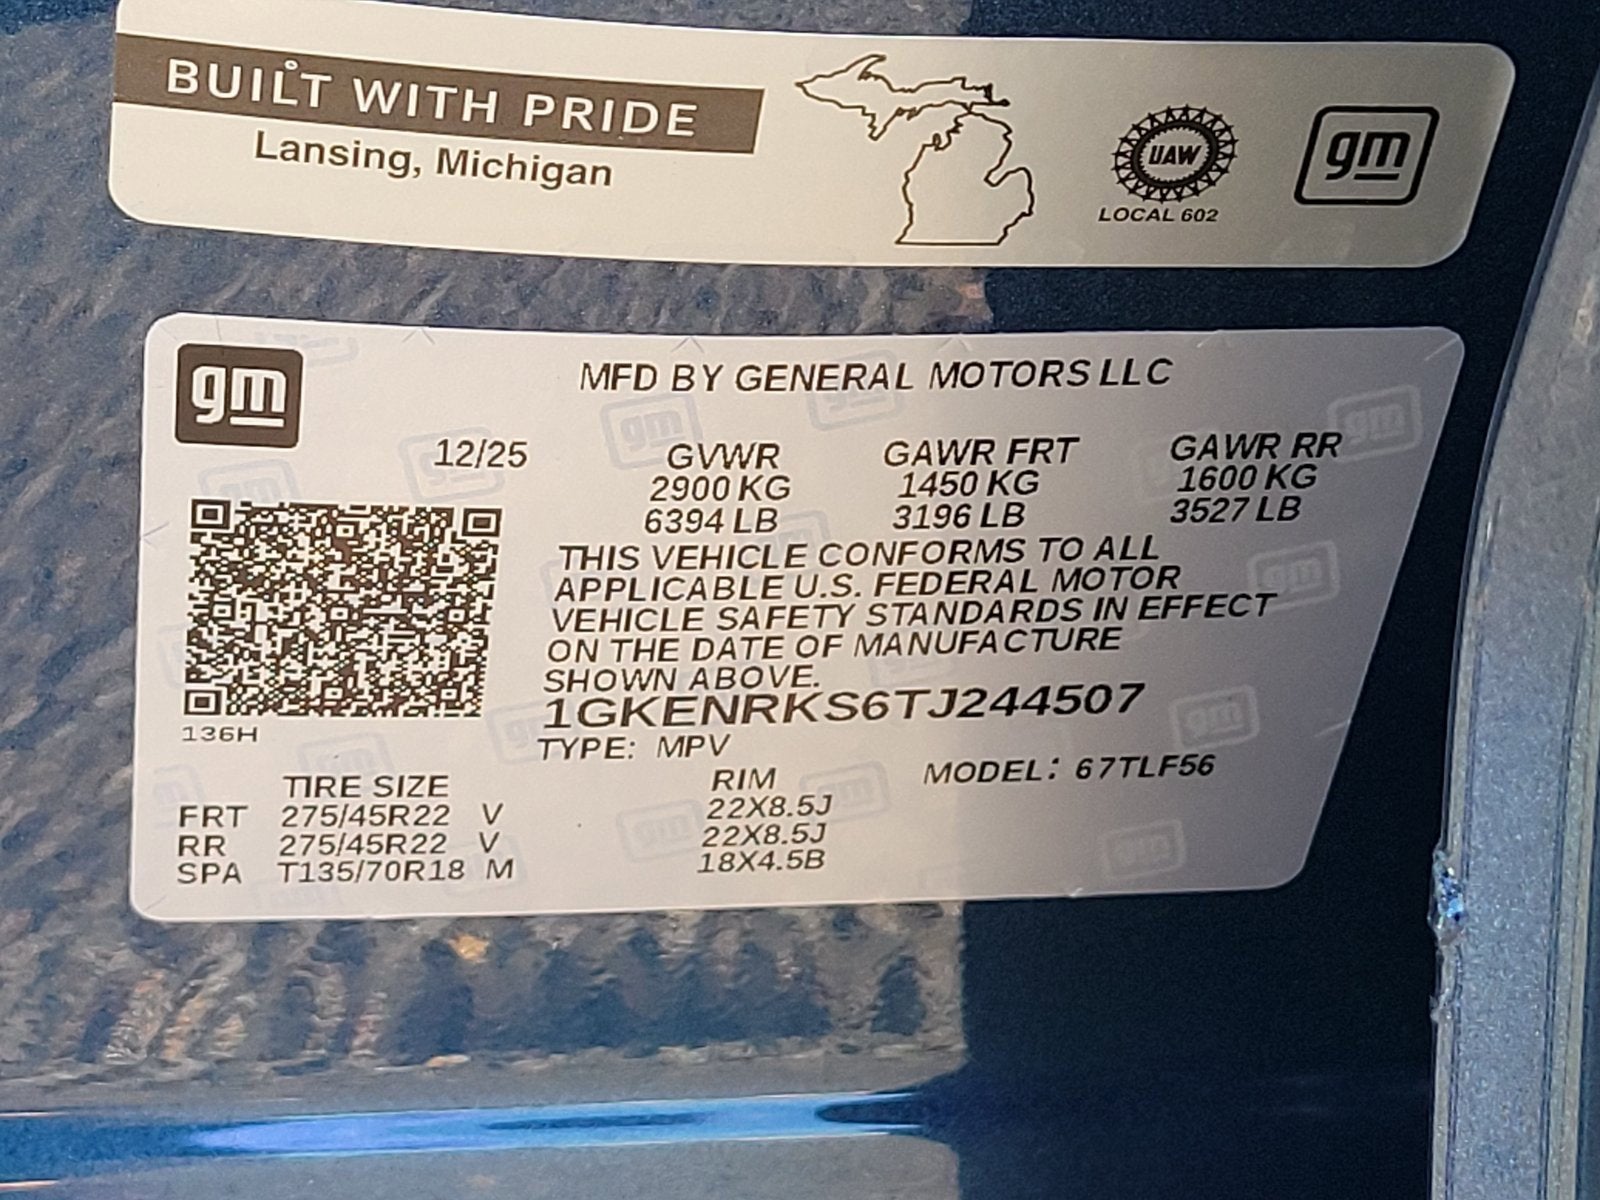 BUILT WITH PRIDE
Lansing, Michigan
UAW
LOCAL 602
gm
gm
MFD BY GENERAL MOTORS LLC
12/25 GVWR GAWR FRT GAWR RR
2900 KG 1450 KG 1600 KG
6394 LB 3196 LB 3527 LB
THIS VEHICLE CONFORMS TO ALL
APPLICABLE U.S. FEDERAL MOTOR
VEHICLE SAFETY STANDARDS IN EFFECT
ON THE DATE OF MANUFACTURE
SHOWN ABOVE.
1GKENRKS6TJ244507
136H
TYPE: MPV
MODEL: 67TLF56
TIRE SIZE RIM
FRT 275/45R22 V 22X8.5J
RR 275/45R22 V 22X8.5J
SPA T135/70R18 M 18X4.5B